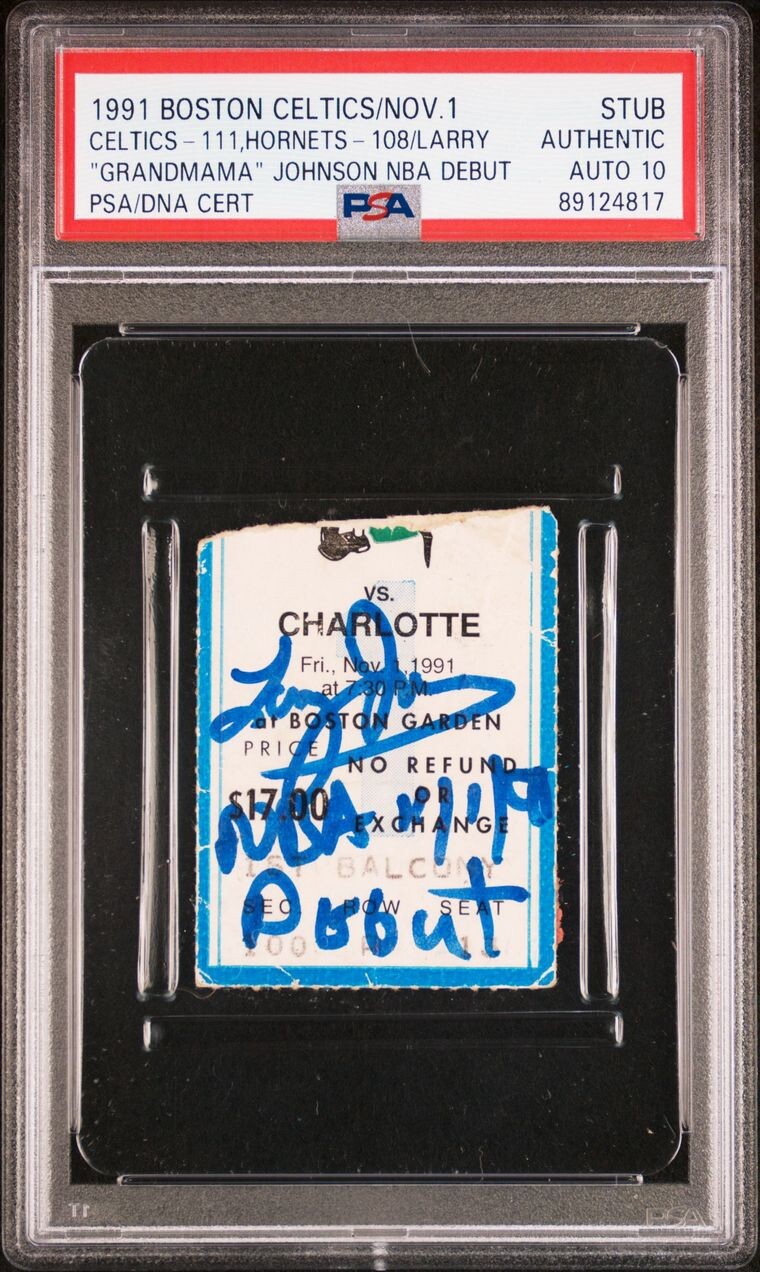 1991 BOSTON CELTICS/NOV.1 STUB
CELTICS - 111,HORNETS - 108/LARRY AUTHENTIC
"GRANDMAMA" JOHNSON NBA DEBUT AUTO 10
PSA/DNA CERT PSA 89124817
VS.
CHARLOTTE
Fri., Nov. 1,1991
at 7:30 P.M.
at BOSTON GARDEN
PRICE
NO REFUND
$17.00 OR
EXCHANGE
NBA
1ST BALCONY
Debut
SEC. ROW SEAT
PSA